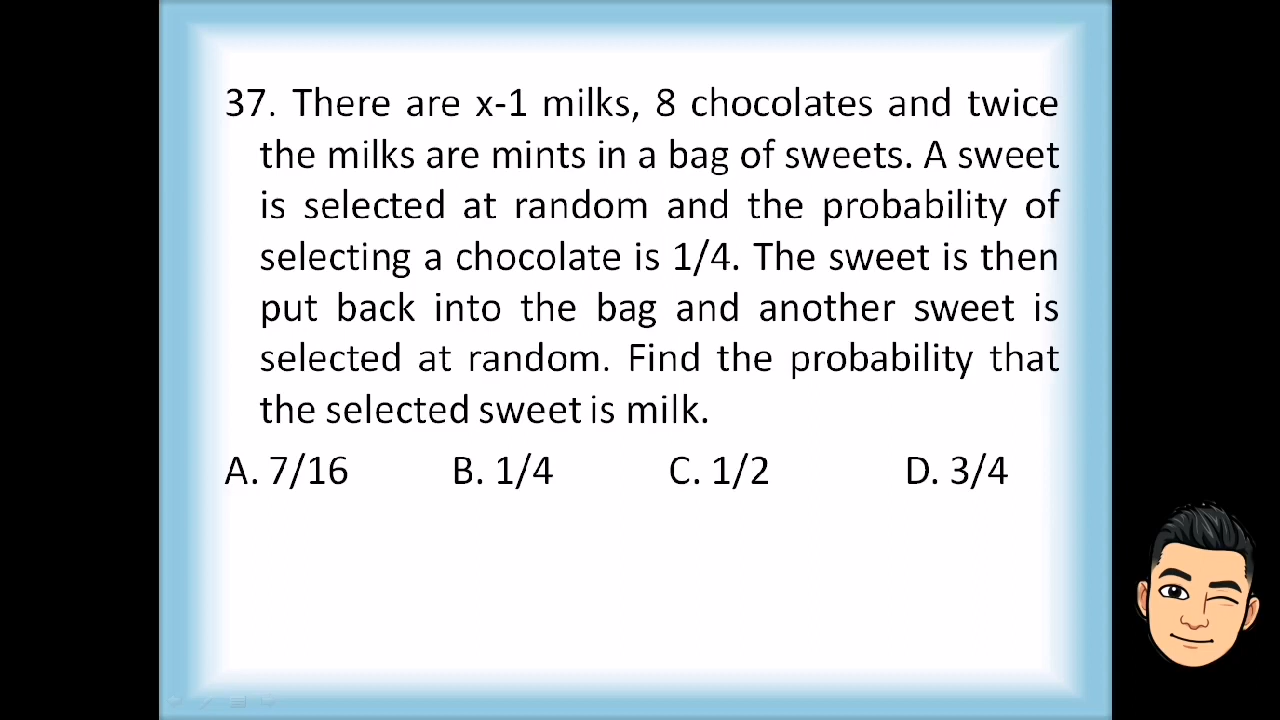 37. There are x-1 milks, 8 chocolates and twice
the milks are mints in a bag of sweets. A sweet
is selected at random and the probability of
selecting a chocolate is 1/4. The sweet is then
put back into the bag and another sweet is
selected at random. Find the probability that
the selected sweet is milk.
A. 7/16 B. 1/4 C. 1/2 D. 3/4